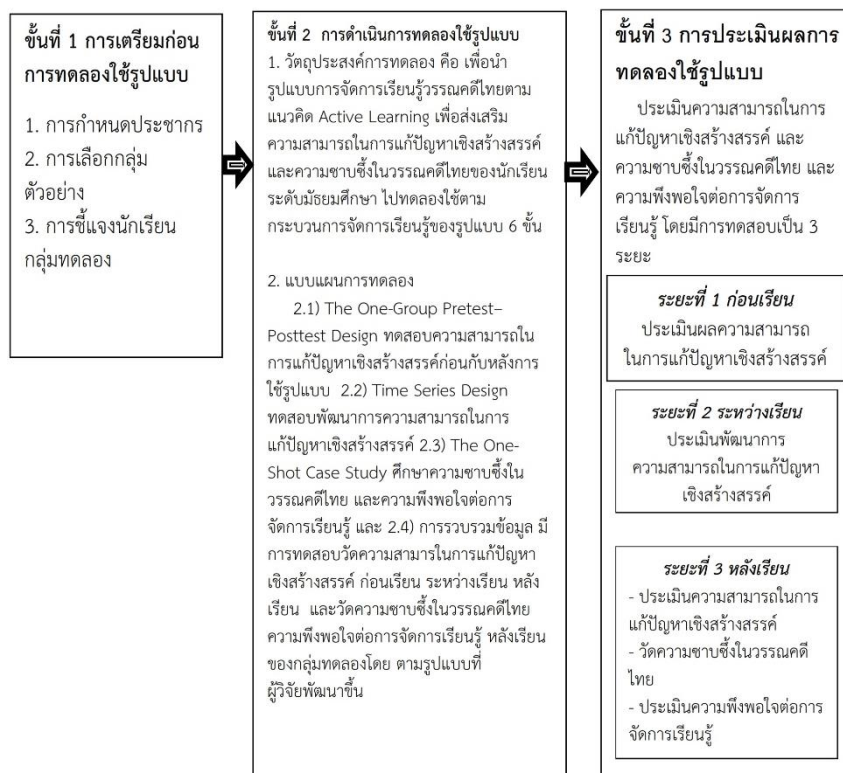 ขั้นที่ 1 การเตรียมก่อน
การทดลองใช้รูปแบบ
1. การกำหนดประชากร
2. การเลือกกลุ่ม
ตัวอย่าง
3. การชี้แจงนักเรียน
กลุ่มทดลอง
ขั้นที่ 2 การดำเนินการทดลองใช้รูปแบบ
1. วัตถุประสงค์การทดลอง คือ เพื่อนำ
รูปแบบการจัดการเรียนรู้วรรณคดีไทยตาม
แนวคิด Active Learning เพื่อส่งเสริม
ความสามารถในการแก้ปัญหาเชิงสร้างสรรค์
และความซาบซึ้งในวรรณคดีไทยของนักเรียน
ระดับมัธยมศึกษา ไปทดลองใช้ตาม
กระบวนการจัดการเรียนรู้ของรูปแบบ 6 ขั้น
2. แบบแผนการทดลอง
2.1) The One-Group Pretest–
Posttest Design ทดสอบความสามารถใน
การแก้ปัญหาเชิงสร้างสรรค์ก่อนกับหลังการ
ใช้รูปแบบ 2.2) Time Series Design
ทดสอบพัฒนาการความสามารถในการ
แก้ปัญหาเชิงสร้างสรรค์ 2.3) The One-
Shot Case Study ศึกษาความซาบซึ้งใน
วรรณคดีไทย และความพึงพอใจต่อการ
จัดการเรียนรู้ และ 2.4) การรวบรวมข้อมูล มี
การทดสอบวัดความสามารในการแก้ปัญหา
เชิงสร้างสรรค์ ก่อนเรียน ระหว่างเรียน หลัง
เรียน และวัดความซาบซึ้งในวรรณคดีไทย
ความพึงพอใจต่อการจัดการเรียนรู้ หลังเรียน
ของกลุ่มทดลองโดย ตามรูปแบบที่
ผู้วิจัยพัฒนาขึ้น
ขั้นที่ 3 การประเมินผลการ
ทดลองใช้รูปแบบ
ประเมินความสามารถในการ
แก้ปัญหาเชิงสร้างสรรค์ และ
ความซาบซึ้งในวรรณคดีไทย และ
ความพึงพอใจต่อการจัดการ
เรียนรู้ โดยมีการทดสอบเป็น 3
ระยะ
ระยะที่ 1 ก่อนเรียน
ประเมินผลความสามารถ
ในการแก้ปัญหาเชิงสร้างสรรค์
ระยะที่ 2 ระหว่างเรียน
ประเมินพัฒนาการ
ความสามารถในการแก้ปัญหา
เชิงสร้างสรรค์
ระยะที่ 3 หลังเรียน
- ประเมินความสามารถในการ
แก้ปัญหาเชิงสร้างสรรค์
- วัดความซาบซึ้งในวรรณคดี
ไทย
- ประเมินความพึงพอใจต่อการ
จัดการเรียนรู้